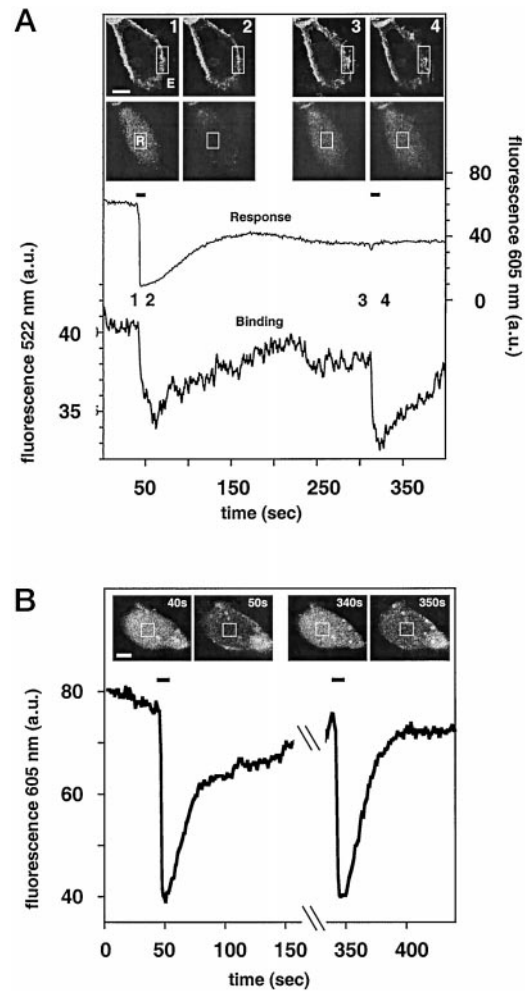 A
1 2 3 4
E
R
80
Response
40
fluorescence 605 nm (a.u.)
1 2 3 4 0
Binding
40
35
fluorescence 522 nm (a.u.)
50 150 250 350
time (sec)
B
40s 50s 340s 350s
80
60
40
fluorescence 605 nm (a.u.)
0 50 100 150 350 400
time (sec)